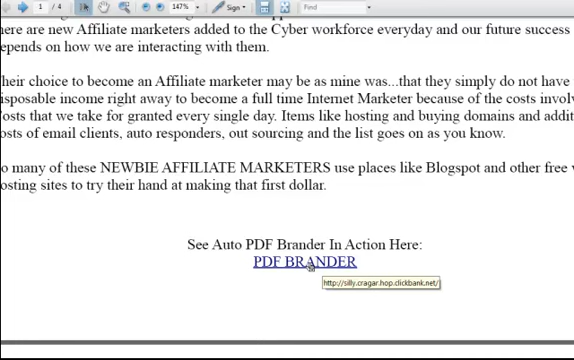 1 / 4 147% Sign Find
here are new Affiliate marketers added to the Cyber workforce everyday and our future success
epends on how we are interacting with them.
heir choice to become an Affiliate marketer may be as mine was...that they simply do not have
isposable income right away to become a full time Internet Marketer because of the costs invol
osts that we take for granted every single day. Items like hosting and buying domains and addit
osts of email clients, auto responders, out sourcing and the list goes on as you know.
o many of these NEWBIE AFFILIATE MARKETERS use places like Blogspot and other free
osting sites to try their hand at making that first dollar.
See Auto PDF Brander In Action Here:
PDF BRANDER
http://silly.cragar.hop.clickbank.net/